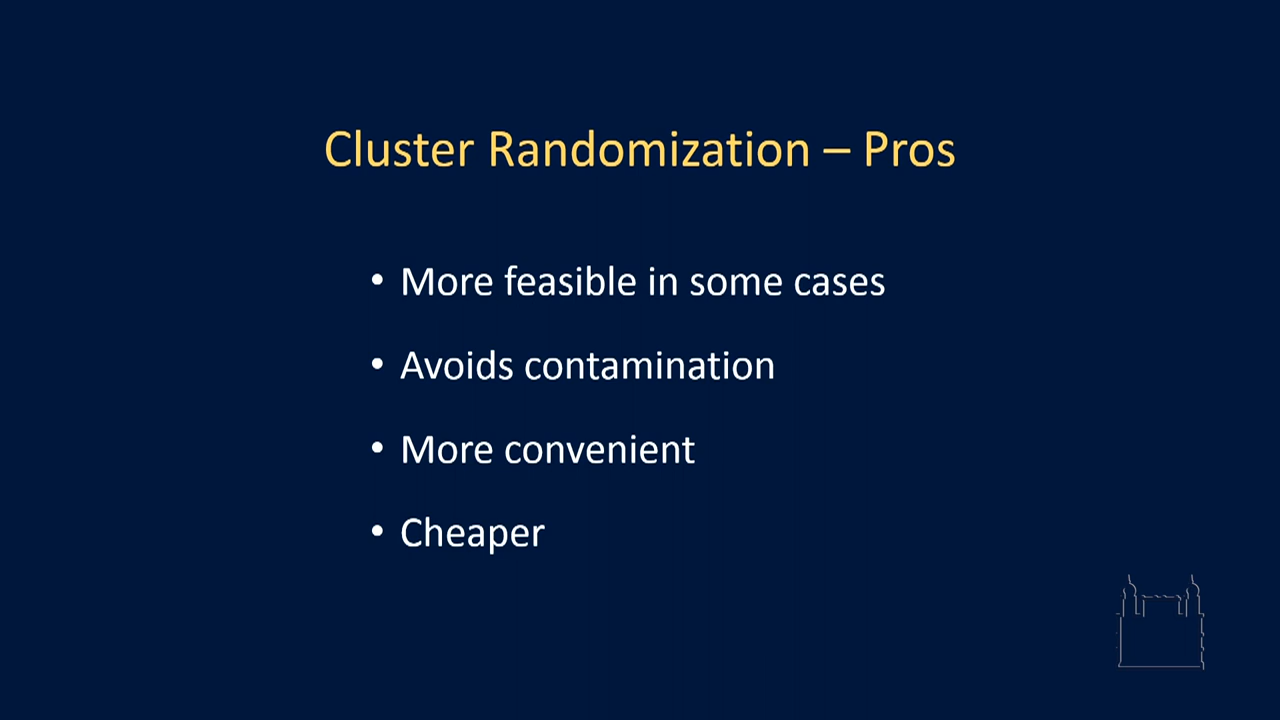 Cluster Randomization – Pros
• More feasible in some cases
• Avoids contamination
• More convenient
• Cheaper